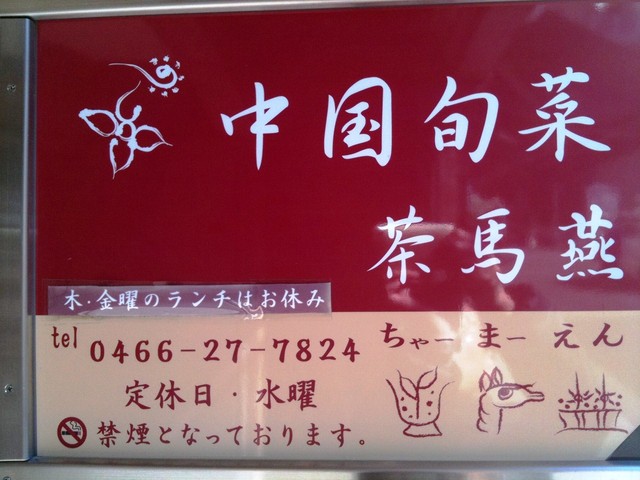 中国旬菜
茶馬燕
木・金曜のランチはお休み
ちゃー まー えん
tel 0466-27-7824
定休日・水曜
禁煙となっております。